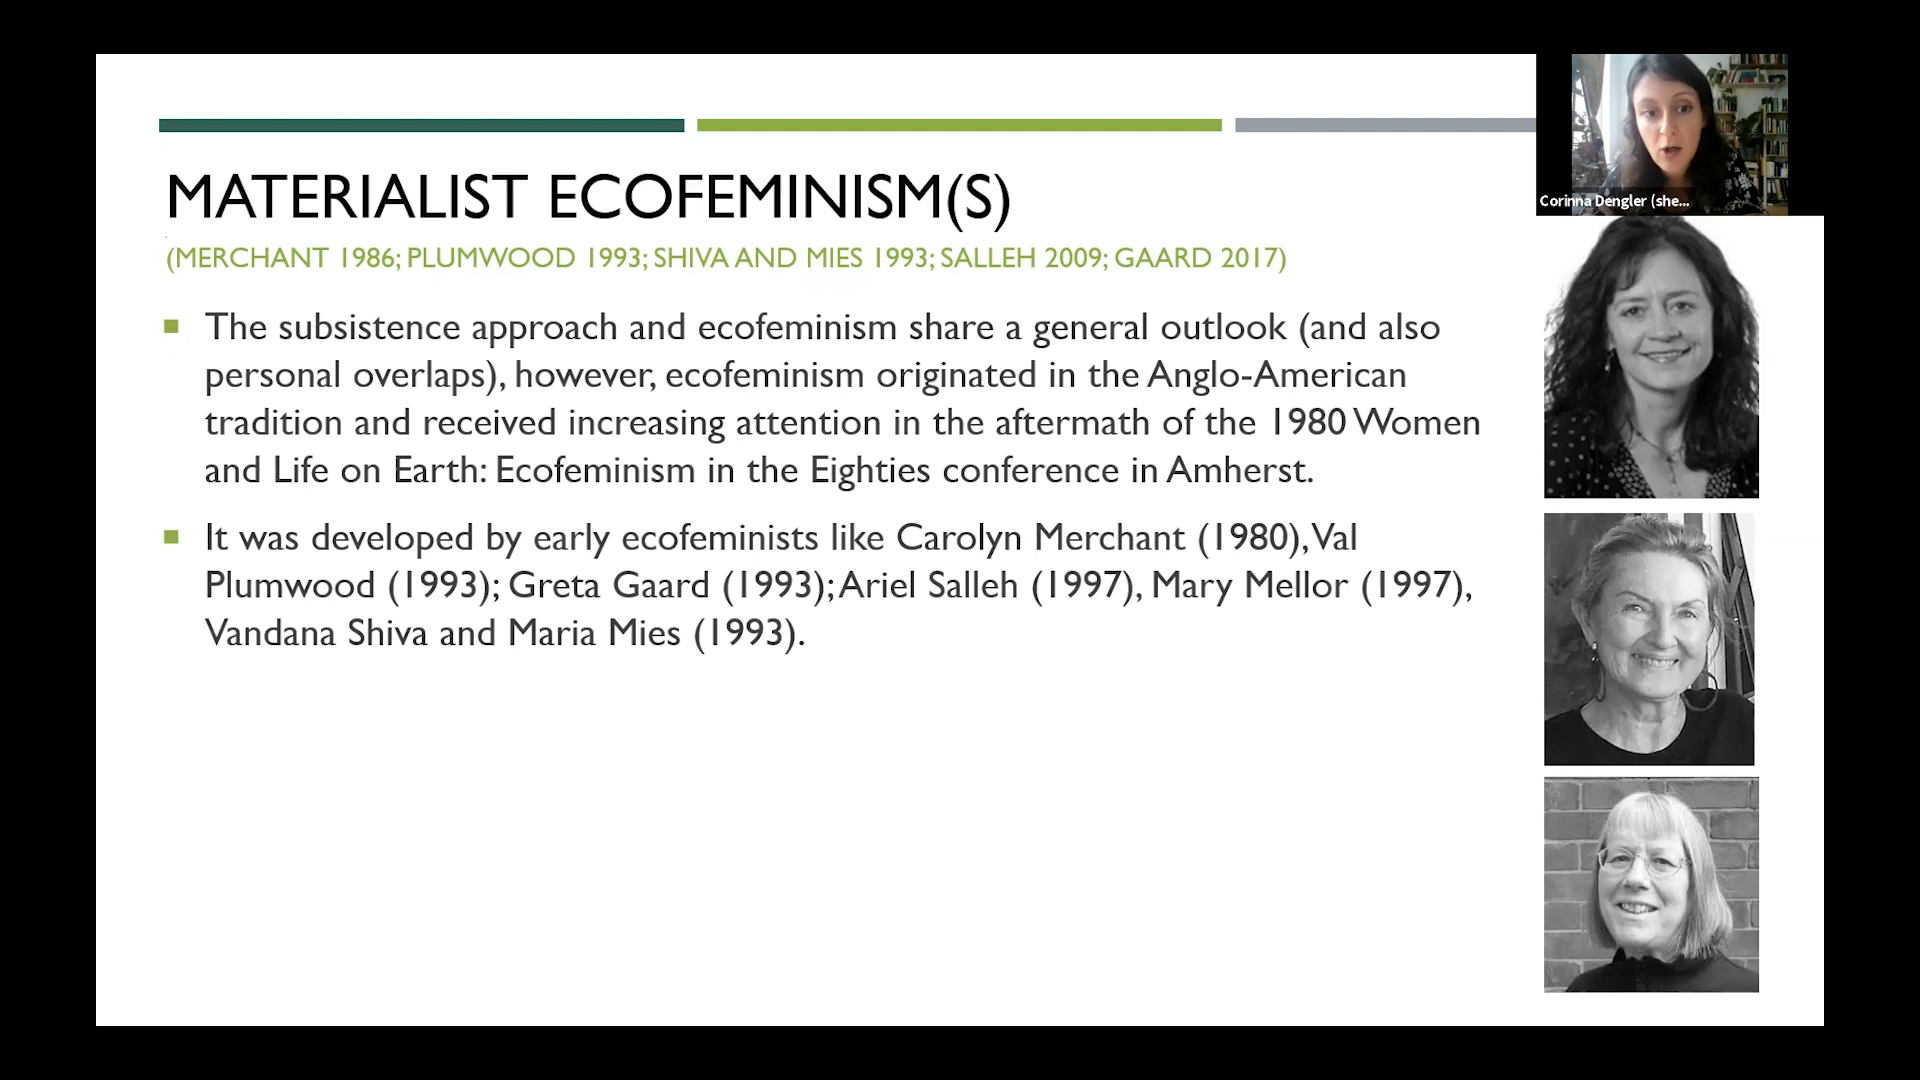 MATERIALIST ECOFEMINISM(S)
(MERCHANT 1986; PLUMWOOD 1993; SHIVA AND MIES 1993; SALLEH 2009; GAARD 2017)
The subsistence approach and ecofeminism share a general outlook (and also
personal overlaps), however, ecofeminism originated in the Anglo-American
tradition and received increasing attention in the aftermath of the 1980 Women
and Life on Earth: Ecofeminism in the Eighties conference in Amherst.
It was developed by early ecofeminists like Carolyn Merchant (1980), Val
Plumwood (1993); Greta Gaard (1993); Ariel Salleh (1997), Mary Mellor (1997),
Vandana Shiva and Maria Mies (1993).
Corinna Dengler (she...